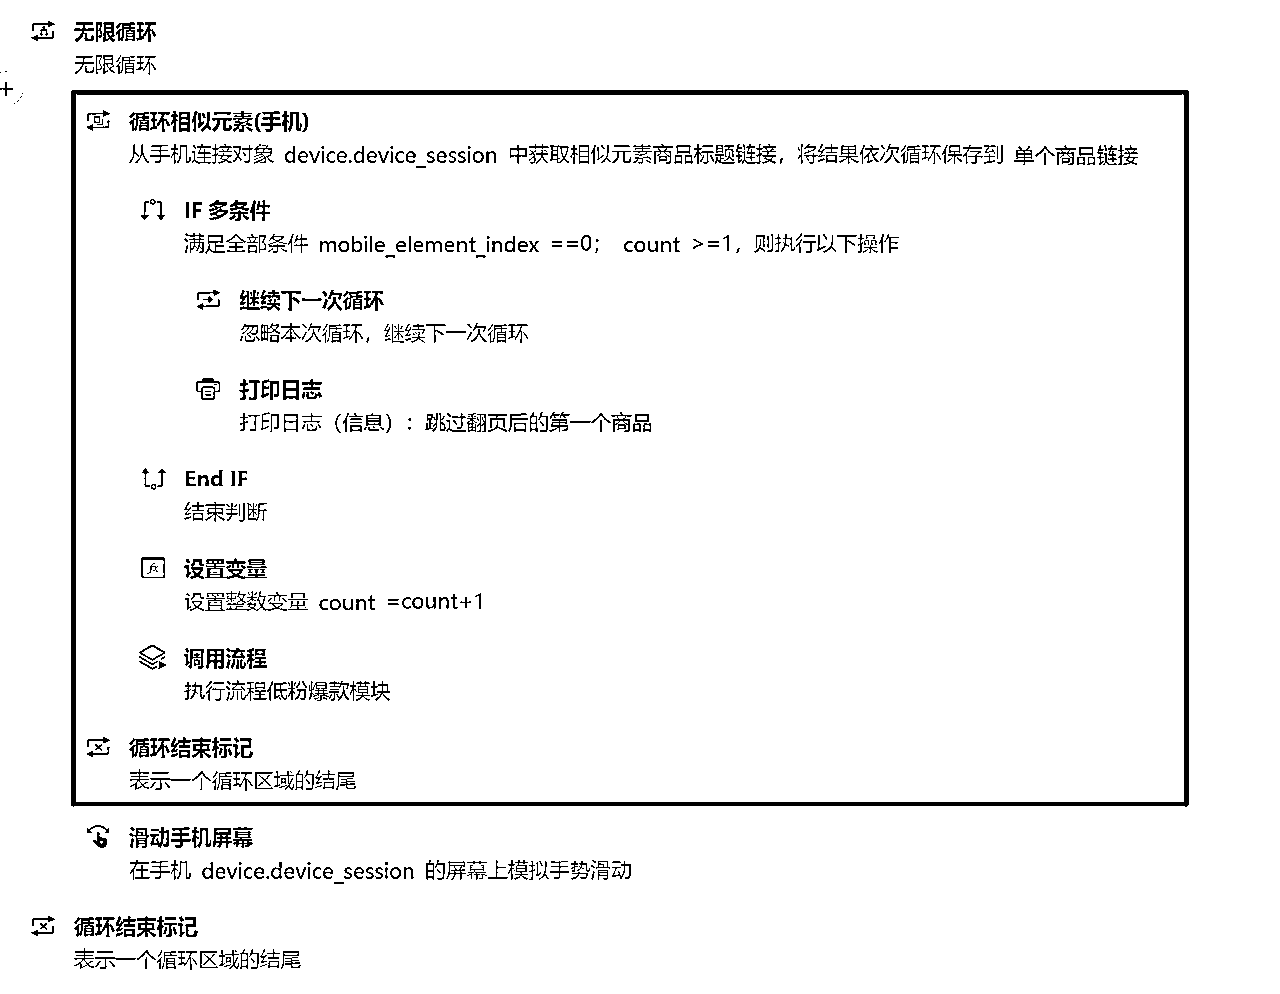 无限循环
无限循环
循环相似元素(手机)
从手机连接对象 device.device_session 中获取相似元素商品标题链接，将结果依次循环保存到 单个商品链接
IF 多条件
满足全部条件 mobile_element_index ==0； count >=1，则执行以下操作
继续下一次循环
忽略本次循环，继续下一次循环
打印日志
打印日志（信息）：跳过翻页后的第一个商品
End IF
结束判断
设置变量
设置整数变量 count =count+1
调用流程
执行流程低粉爆款模块
循环结束标记
表示一个循环区域的结尾
滑动手机屏幕
在手机 device.device_session 的屏幕上模拟手势滑动
循环结束标记
表示一个循环区域的结尾